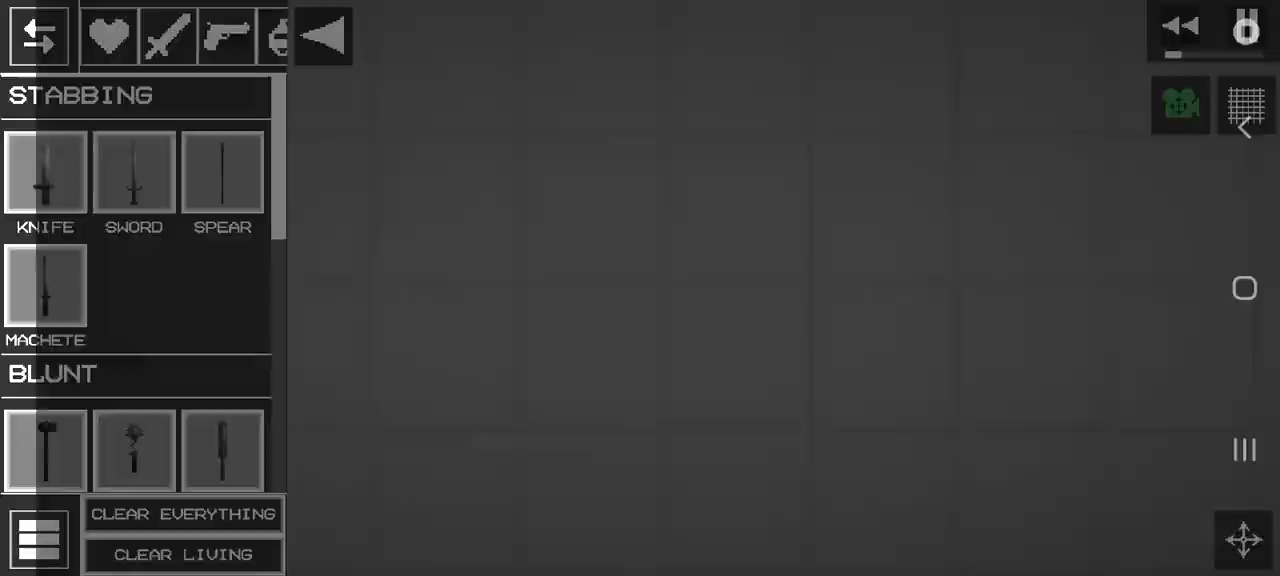 STABBING
KNIFE SWORD SPEAR
MACHETE
BLUNT
CLEAR EVERYTHING
CLEAR LIVING